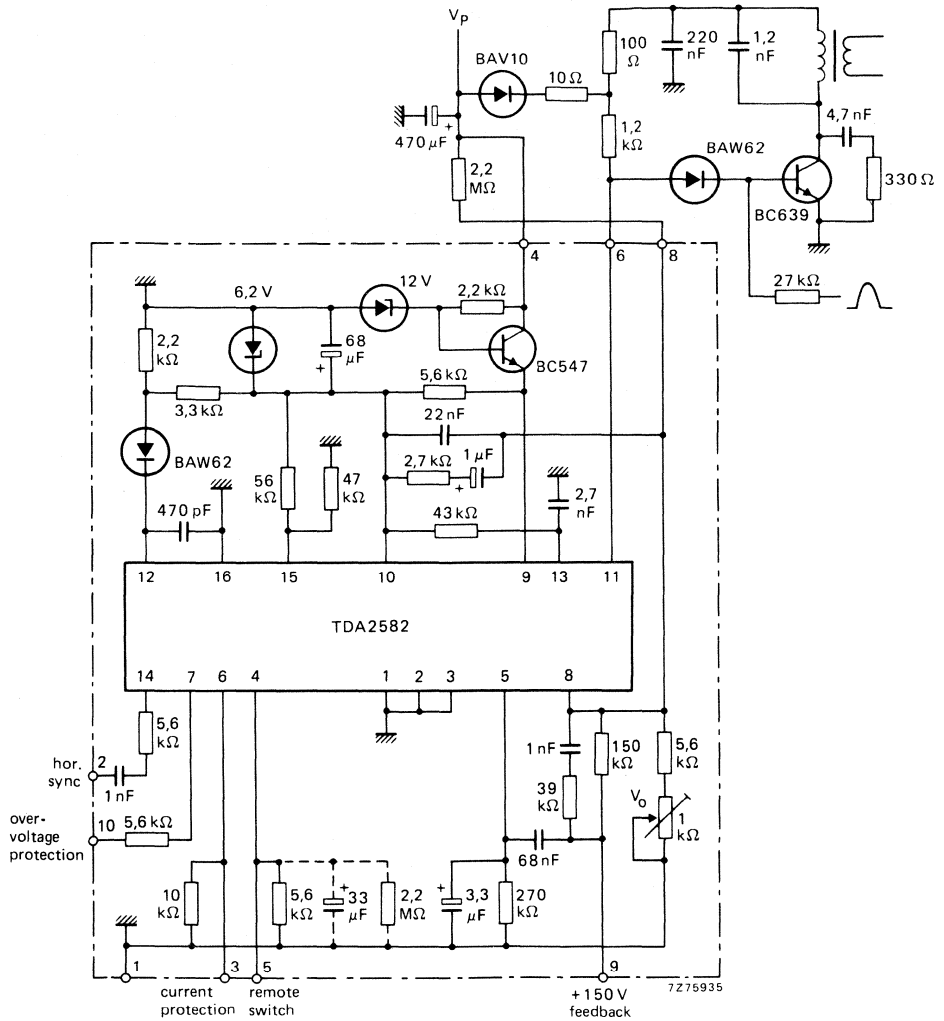 V_P
BAV10
10 Ω
100
Ω
220
nF
1,2
nF
470 μF
+
2,2
MΩ
1,2
kΩ
BAW62
4,7 nF
330 Ω
BC639
4
6
8
27 kΩ
6,2 V
12 V
2,2 kΩ
2,2
kΩ
68
μF
+
BC547
3,3 kΩ
5,6 kΩ
22 nF
BAW62
2,7 kΩ
+
1 μF
56
kΩ
47
kΩ
470 pF
43 kΩ
2,7
nF
12
16
15
10
9
13
11
TDA2582
14
7
6
4
1
2
3
5
8
5,6
kΩ
hor.
sync
2
1 nF
over-
voltage
protection
10
5,6 kΩ
1 nF
150
kΩ
5,6
kΩ
39
kΩ
V_o
1
kΩ
68 nF
10
kΩ
5,6
kΩ
+
33
μF
2,2
MΩ
+
3,3
μF
270
kΩ
1
3
5
9
current
protection
remote
switch
+ 150 V
feedback
7Z75935